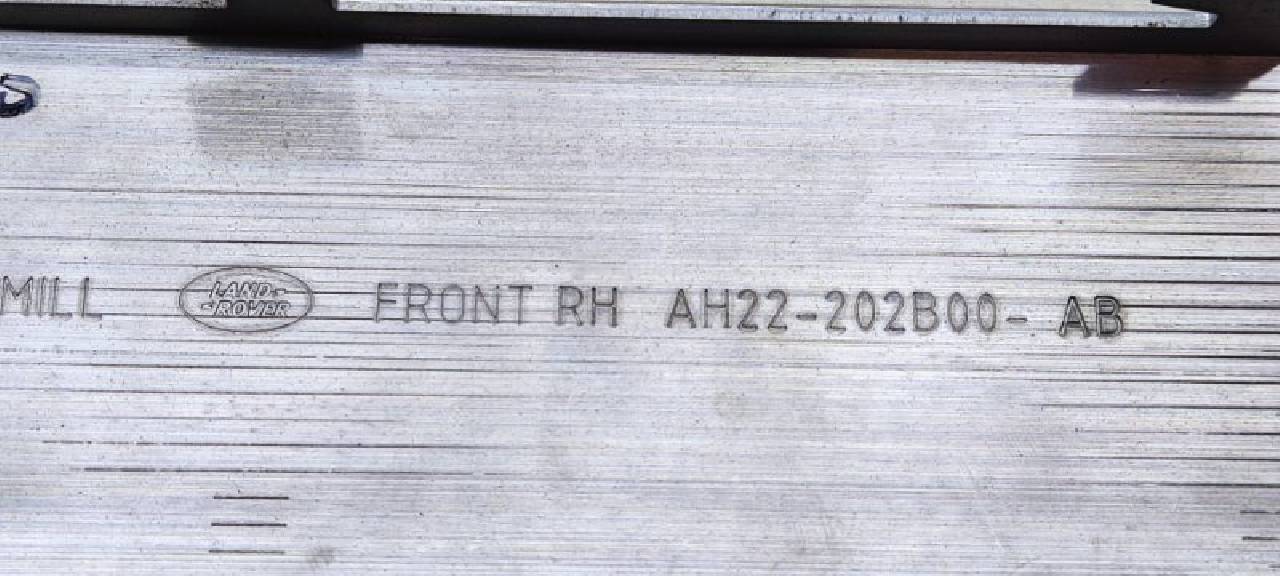 MILL LAND-ROVER FRONT RH AH22-202B00- AB